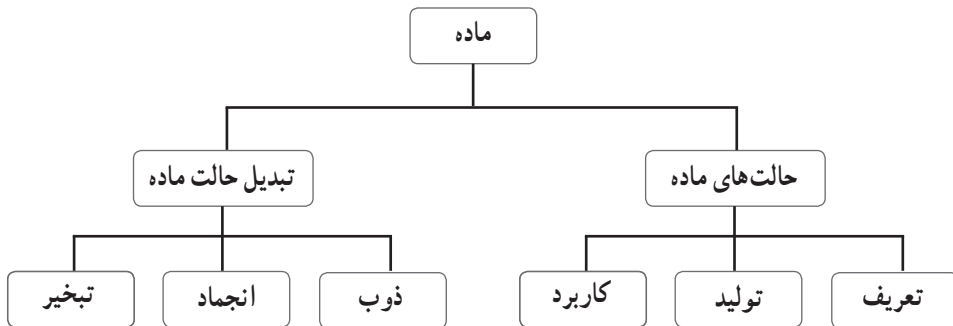 ماده
حالت‌های ماده
تبدیل حالت ماده
تعریف
تولید
کاربرد
ذوب
انجماد
تبخیر